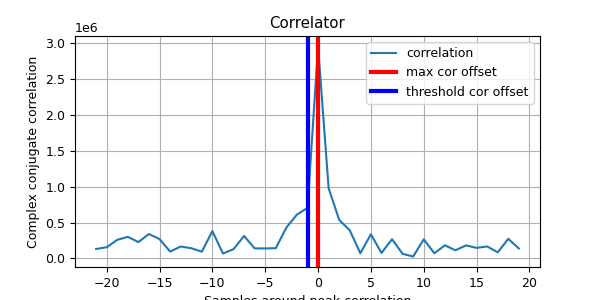 Correlator
1e6
3.0
2.5
2.0
1.5
1.0
0.5
0.0
Complex conjugate correlation
correlation
max cor offset
threshold cor offset
−20 −15 −10 −5 0 5 10 15 20
Samples around peak correlation